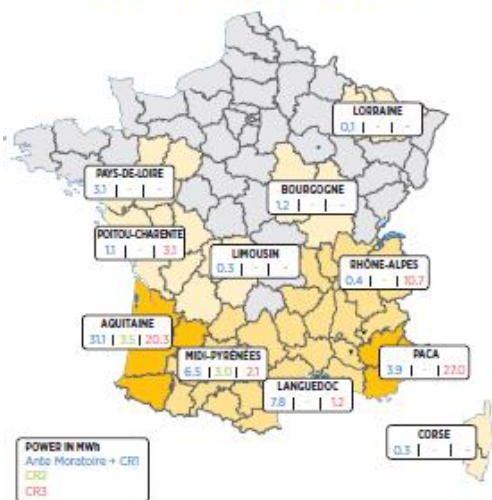 LORRAINE
0,1 | - | -
PAYS-DE-LOIRE
3,1 | - | -
BOURGOGNE
1,2 | - | -
POITOU-CHARENTE
1,1 | - | 3,1
LIMOUSIN
0,3 | - | -
RHÔNE-ALPES
0,4 | - | 10,7
AQUITAINE
31,1 | 3,5 | 20,3
MIDI-PYRÉNÉES
6,5 | 3,0 | 2,1
PACA
3,9 | - | 27,0
LANGUEDOC
7,8 | - | 1,2
CORSE
0,3 | - | -
POWER IN MWh
Ante Moratoire + CR1
CR2
CR3